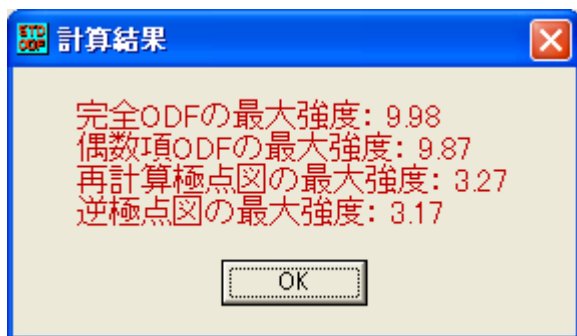 STD
ODF
計算結果
完全ODFの最大強度: 9.98
偶数項ODFの最大強度: 9.87
再計算極点図の最大強度: 3.27
逆極点図の最大強度: 3.17
OK